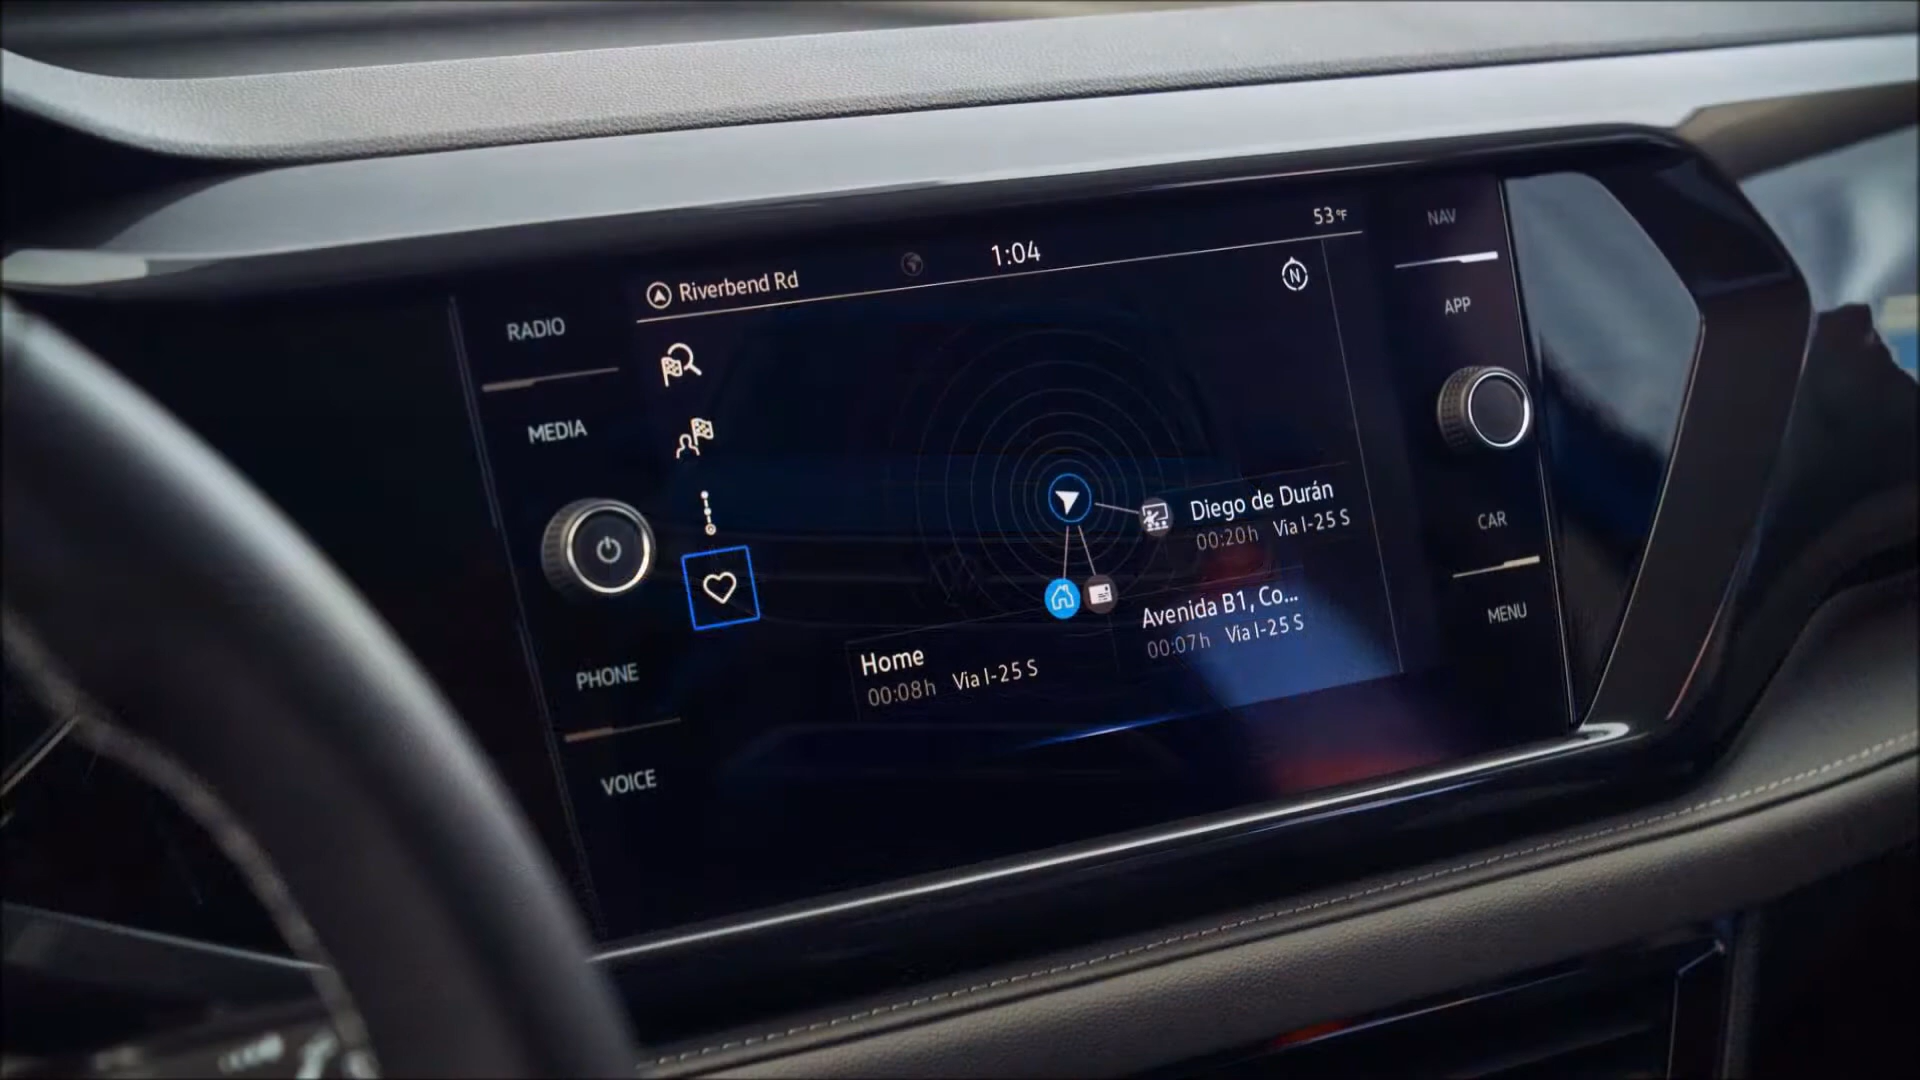 53°F
1:04
Riverbend Rd
N
RADIO
MEDIA
PHONE
VOICE
NAV
APP
CAR
MENU
Diego de Durán
00:20h Via I-25 S
Avenida B1, Co...
00:07h Via I-25 S
Home
00:08h Via I-25 S